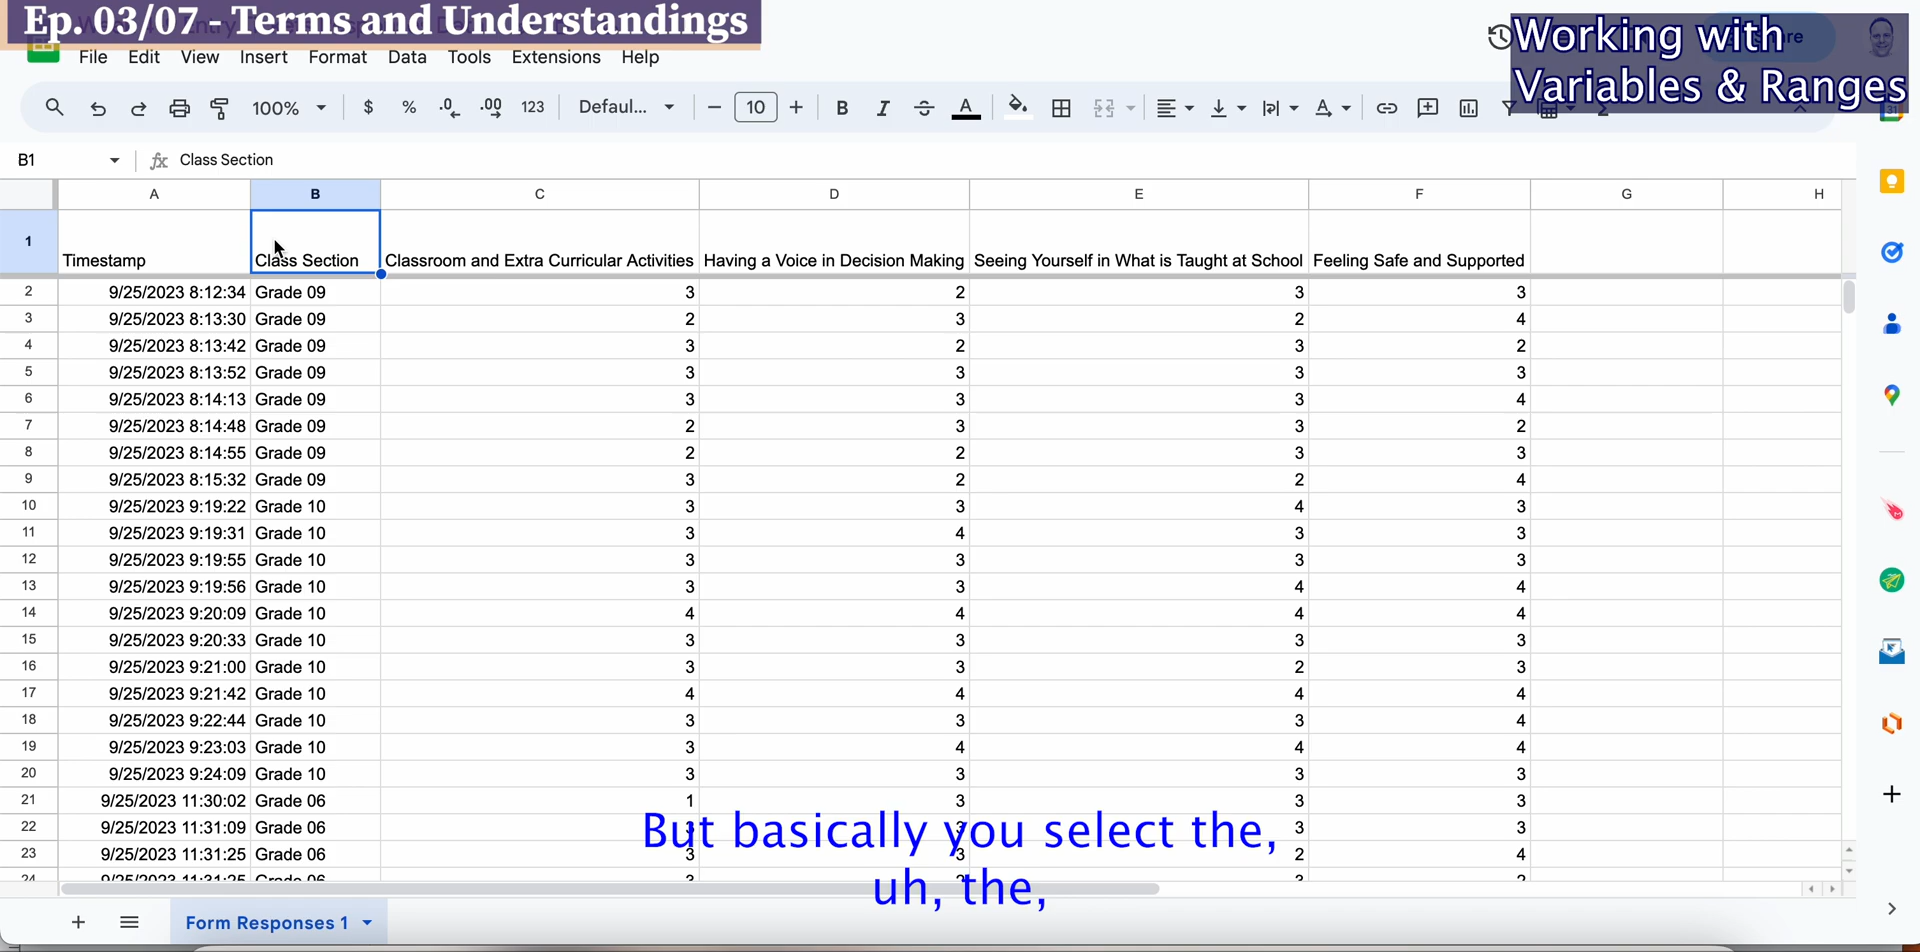 Ep. 03/07 - Terms and Understandings
Working with
Variables & Ranges
File Edit View Insert Format Data Tools Extensions Help
100% $ % .0 .00 123 Defaul... 10 B I A
B1 fx Class Section
A B C D E F G H
1 Timestamp Class Section Classroom and Extra Curricular Activities Having a Voice in Decision Making Seeing Yourself in What is Taught at School Feeling Safe and Supported
2 9/25/2023 8:12:34 Grade 09 3 2 3 3
3 9/25/2023 8:13:30 Grade 09 2 3 2 4
4 9/25/2023 8:13:42 Grade 09 3 2 3 2
5 9/25/2023 8:13:52 Grade 09 3 3 3 3
6 9/25/2023 8:14:13 Grade 09 3 3 3 4
7 9/25/2023 8:14:48 Grade 09 2 3 3 2
8 9/25/2023 8:14:55 Grade 09 2 2 3 3
9 9/25/2023 8:15:32 Grade 09 3 2 2 4
10 9/25/2023 9:19:22 Grade 10 3 3 4 3
11 9/25/2023 9:19:31 Grade 10 3 4 3 3
12 9/25/2023 9:19:55 Grade 10 3 3 3 3
13 9/25/2023 9:19:56 Grade 10 3 3 4 4
14 9/25/2023 9:20:09 Grade 10 4 4 4 4
15 9/25/2023 9:20:33 Grade 10 3 3 3 3
16 9/25/2023 9:21:00 Grade 10 3 3 2 3
17 9/25/2023 9:21:42 Grade 10 4 4 4 4
18 9/25/2023 9:22:44 Grade 10 3 3 3 4
19 9/25/2023 9:23:03 Grade 10 3 4 4 4
20 9/25/2023 9:24:09 Grade 10 3 3 3 3
21 9/25/2023 11:30:02 Grade 06 1 3 3 3
22 9/25/2023 11:31:09 Grade 06 3 3 3 3
23 9/25/2023 11:31:25 Grade 06 3 3 2 4
But basically you select the,
uh, the,
Form Responses 1